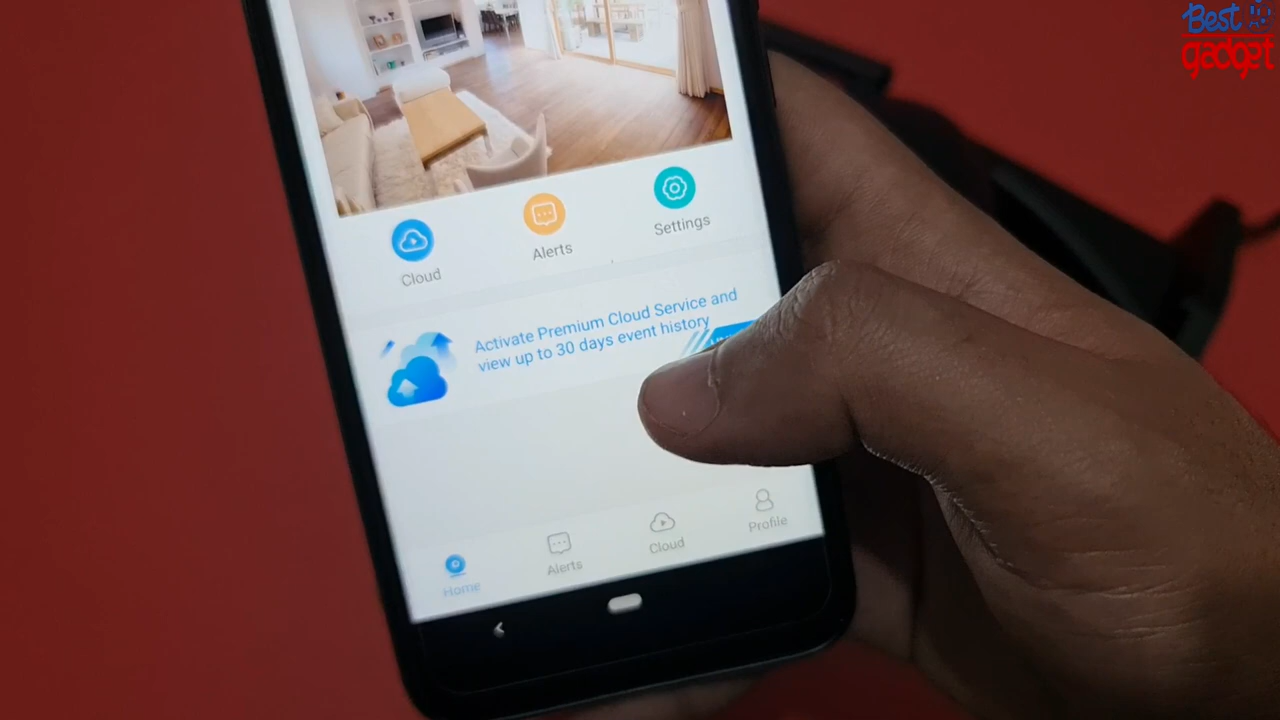 Best
gadget
Cloud
Alerts
Settings
Activate Premium Cloud Service and
view up to 30 days event history
Home
Alerts
Cloud
Profile